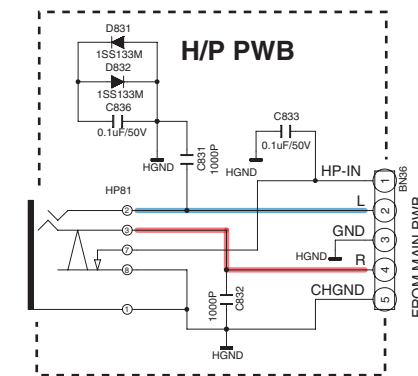 D831
1SS133M
D832
1SS133M
C836
0.1uF/50V
H/P PWB
C833
0.1uF/50V
HGND
C831
1000P
HGND
HP-IN
BN36
1
HP81
2
L
2
3
GND
3
7
HGND
R
4
8
CHGND
5
1000P
C832
1
HGND
FROM MAIN PWB